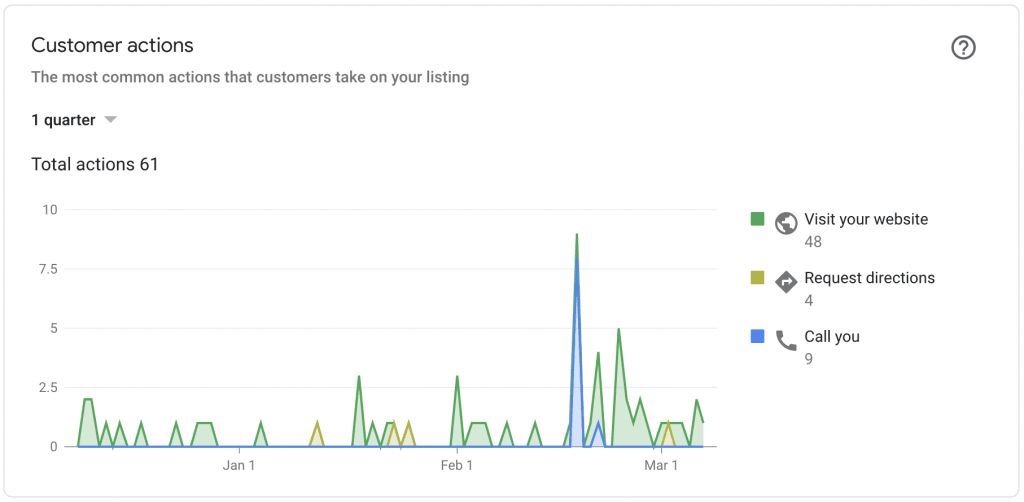 Customer actions
The most common actions that customers take on your listing
1 quarter
Total actions 61
10
7.5
5
2.5
0
Jan 1
Feb 1
Mar 1
Visit your website
48
Request directions
4
Call you
9